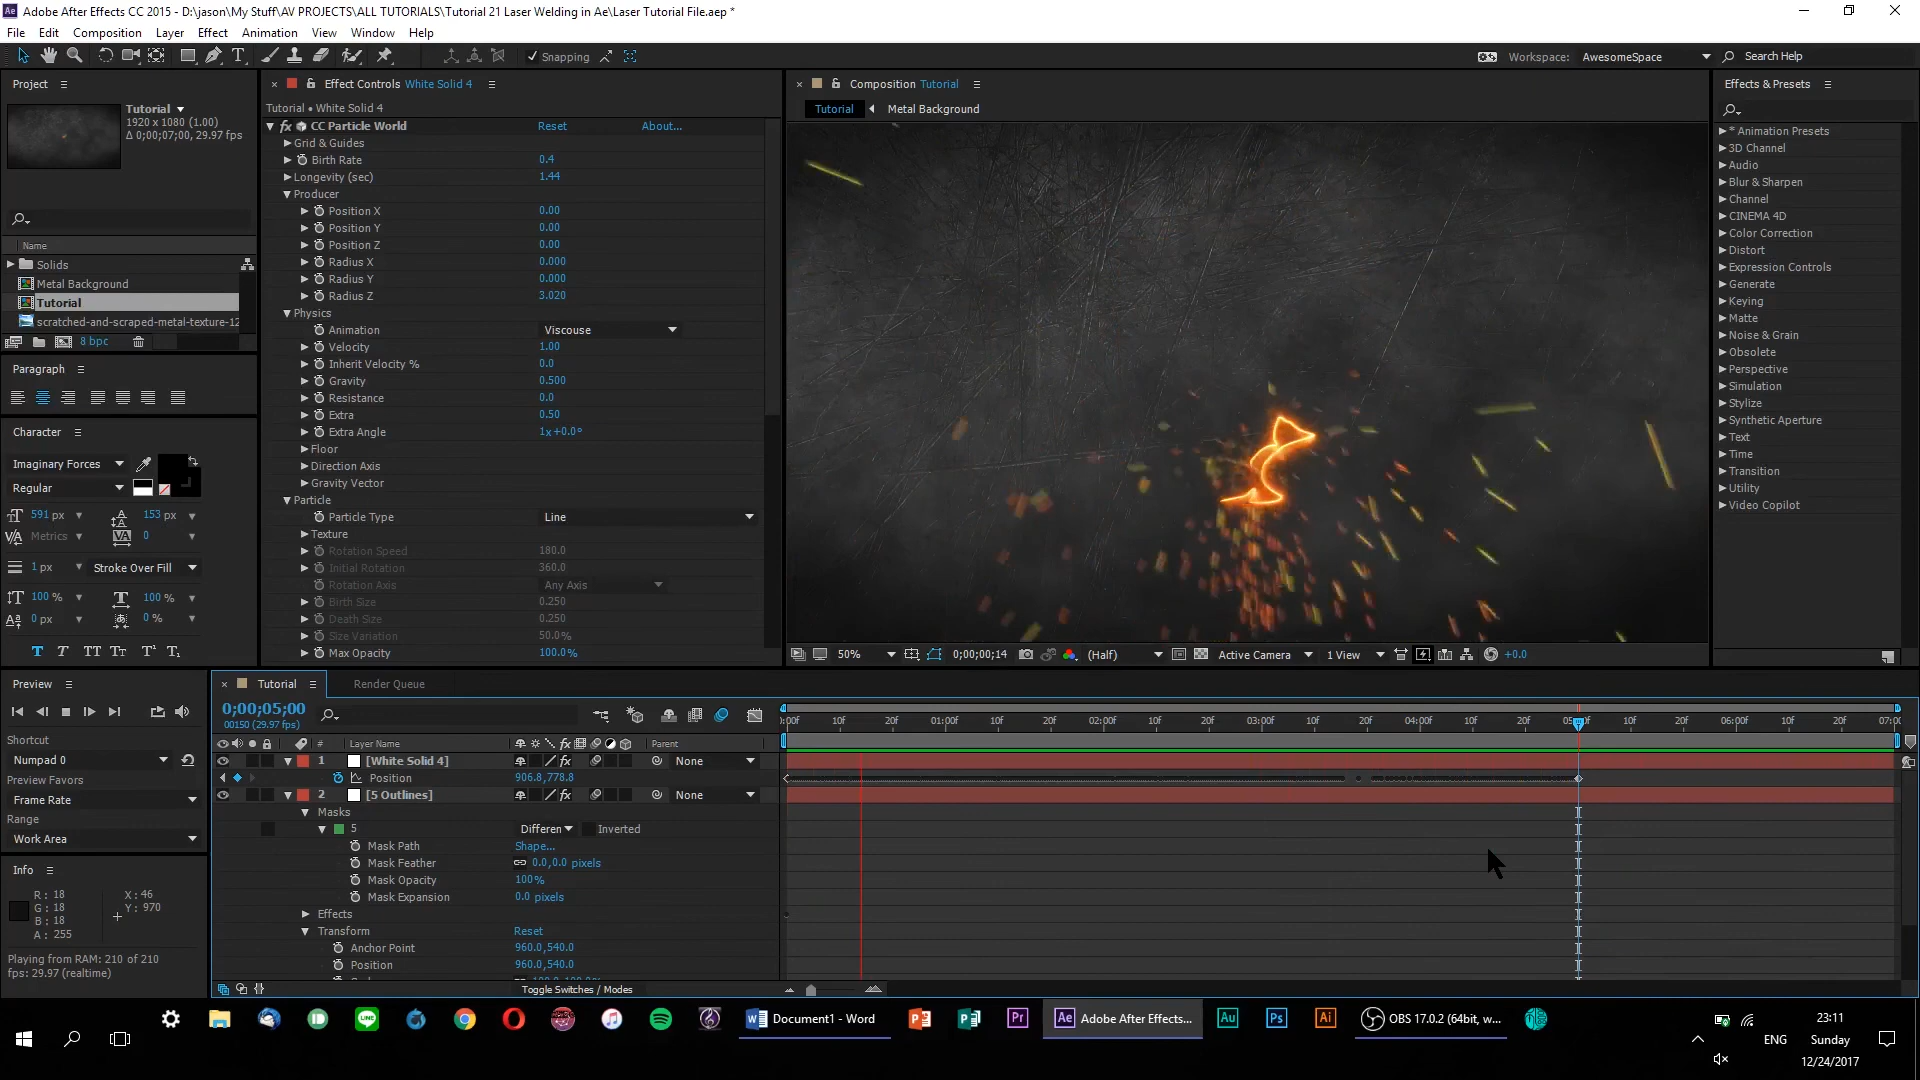 Adobe After Effects CC 2015 - D:\jason\My Stuff\AV PROJECTS\ALL TUTORIALS\Tutorial 21 Laser Welding in Ae\Laser Tutorial File.aep *
File Edit Composition Layer Effect Animation View Window Help
Snapping Workspace: AwesomeSpace Search Help
Project
Tutorial
1920 x 1080 (1.00)
Δ 0;00;07;00, 29.97 fps
Name
Solids
Metal Background
Tutorial
scratched-and-scraped-metal-texture-12
8 bpc
Paragraph
Character
Imaginary Forces
Regular
591 px 153 px
Metrics 0
1 px Stroke Over Fill
100 % 100 %
0 px 0 %
Effect Controls White Solid 4
Tutorial • White Solid 4
fx CC Particle World Reset About...
Grid & Guides
Birth Rate 0.4
Longevity (sec) 1.44
Producer
Position X 0.00
Position Y 0.00
Position Z 0.00
Radius X 0.000
Radius Y 0.000
Radius Z 3.020
Physics
Animation Viscouse
Velocity 1.00
Inherit Velocity % 0.0
Gravity 0.500
Resistance 0.0
Extra 0.50
Extra Angle 1x+0.0°
Floor
Direction Axis
Gravity Vector
Particle
Particle Type Line
Texture
Rotation Speed 180.0
Initial Rotation 360.0
Rotation Axis Any Axis
Birth Size 0.250
Death Size 0.250
Size Variation 50.0%
Max Opacity 100.0%
Composition Tutorial
Tutorial Metal Background
50% 0;00;00;14 (Half) Active Camera 1 View +0.0
Effects & Presets
* Animation Presets
3D Channel
Audio
Blur & Sharpen
Channel
CINEMA 4D
Color Correction
Distort
Expression Controls
Generate
Keying
Matte
Noise & Grain
Obsolete
Perspective
Simulation
Stylize
Synthetic Aperture
Text
Time
Transition
Utility
Video Copilot
Preview
Shortcut
Numpad 0
Preview Favors
Frame Rate
Range
Work Area
Info
R: 18
G: 18
B: 18
A: 255
X: 46
Y: 970
Playing from RAM: 210 of 210
fps: 29.97 (realtime)
Tutorial Render Queue
0;00;05;00
00150 (29.97 fps)
:00f 10f 20f 01:00f 10f 20f 02:00f 10f 20f 03:00f 10f 20f 04:00f 10f 20f 10f 20f 06:00f 10f 20f 07:00
# Layer Name Parent
1 [White Solid 4] None
Position 906.8,778.8
2 [5 Outlines] None
Masks
5 Differen Inverted
Mask Path Shape...
Mask Feather 0.0,0.0 pixels
Mask Opacity 100%
Mask Expansion 0.0 pixels
Effects
Transform Reset
Anchor Point 960.0,540.0
Position 960.0,540.0
Toggle Switches / Modes
Document1 - Word
Adobe After Effects...
OBS 17.0.2 (64bit, w...
ENG
23:11
Sunday
12/24/2017